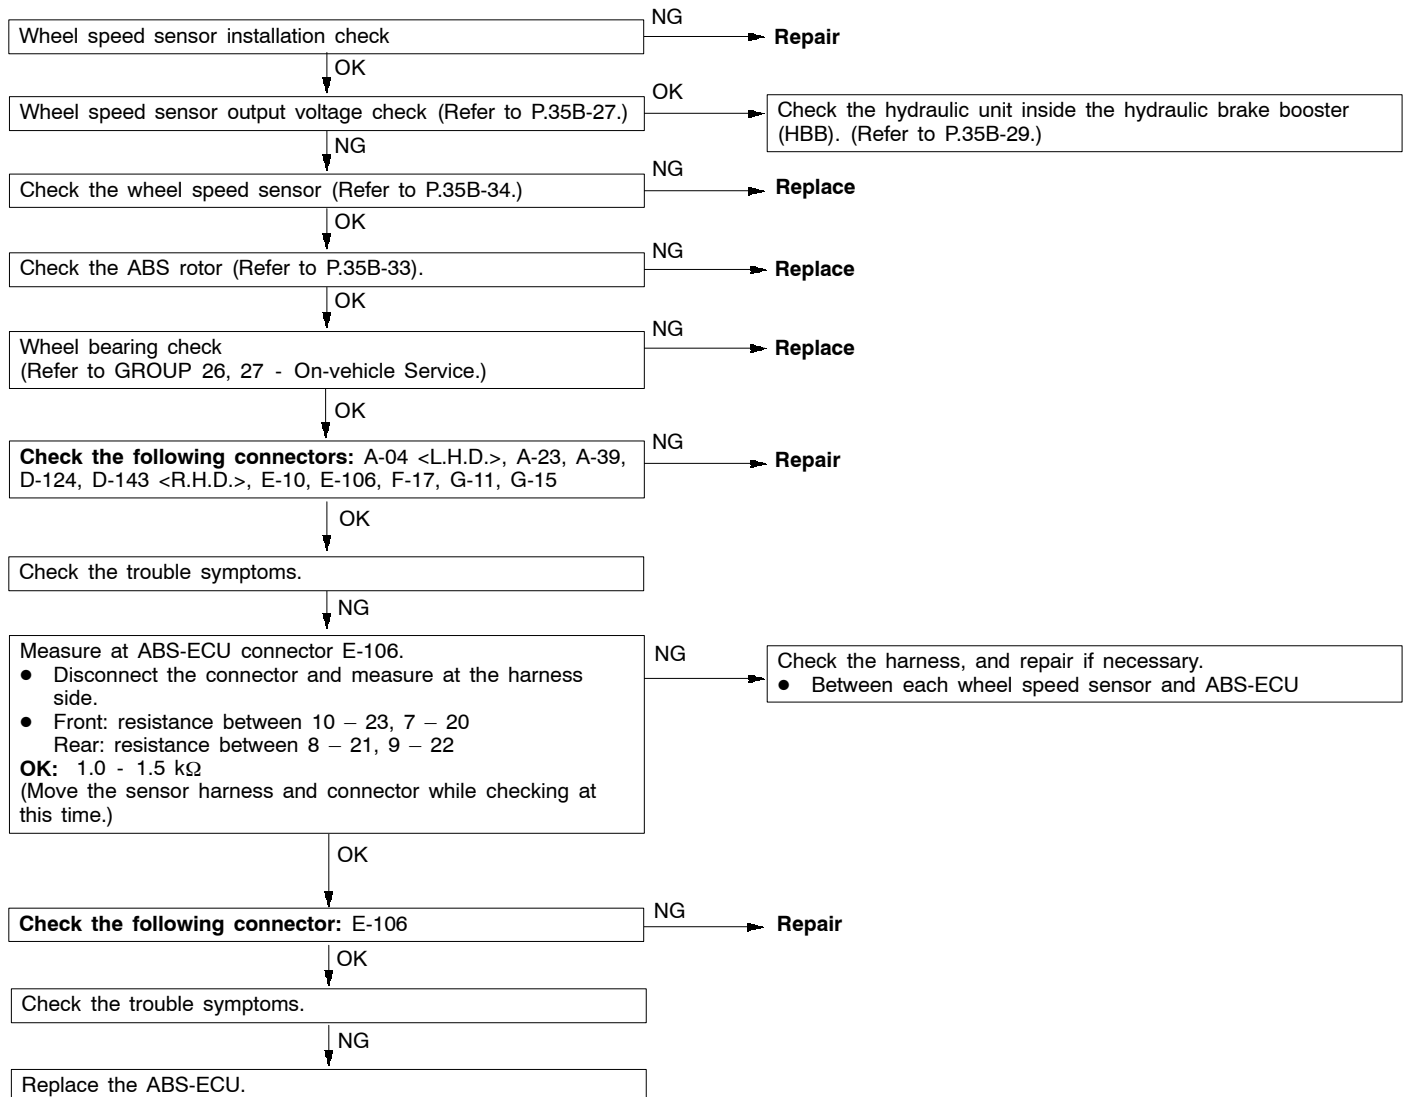 Wheel speed sensor installation check
NG
Repair
OK
Wheel speed sensor output voltage check (Refer to P.35B-27.)
OK
Check the hydraulic unit inside the hydraulic brake booster
(HBB). (Refer to P.35B-29.)
NG
Check the wheel speed sensor (Refer to P.35B-34.)
NG
Replace
OK
Check the ABS rotor (Refer to P.35B-33).
NG
Replace
OK
Wheel bearing check
(Refer to GROUP 26, 27 - On-vehicle Service.)
NG
Replace
OK
Check the following connectors: A-04 <L.H.D.>, A-23, A-39,
D-124, D-143 <R.H.D.>, E-10, E-106, F-17, G-11, G-15
NG
Repair
OK
Check the trouble symptoms.
NG
Measure at ABS-ECU connector E-106.
● Disconnect the connector and measure at the harness
side.
● Front: resistance between 10 – 23, 7 – 20
Rear: resistance between 8 – 21, 9 – 22
OK: 1.0 - 1.5 kΩ
(Move the sensor harness and connector while checking at
this time.)
NG
Check the harness, and repair if necessary.
● Between each wheel speed sensor and ABS-ECU
OK
Check the following connector: E-106
NG
Repair
OK
Check the trouble symptoms.
NG
Replace the ABS-ECU.